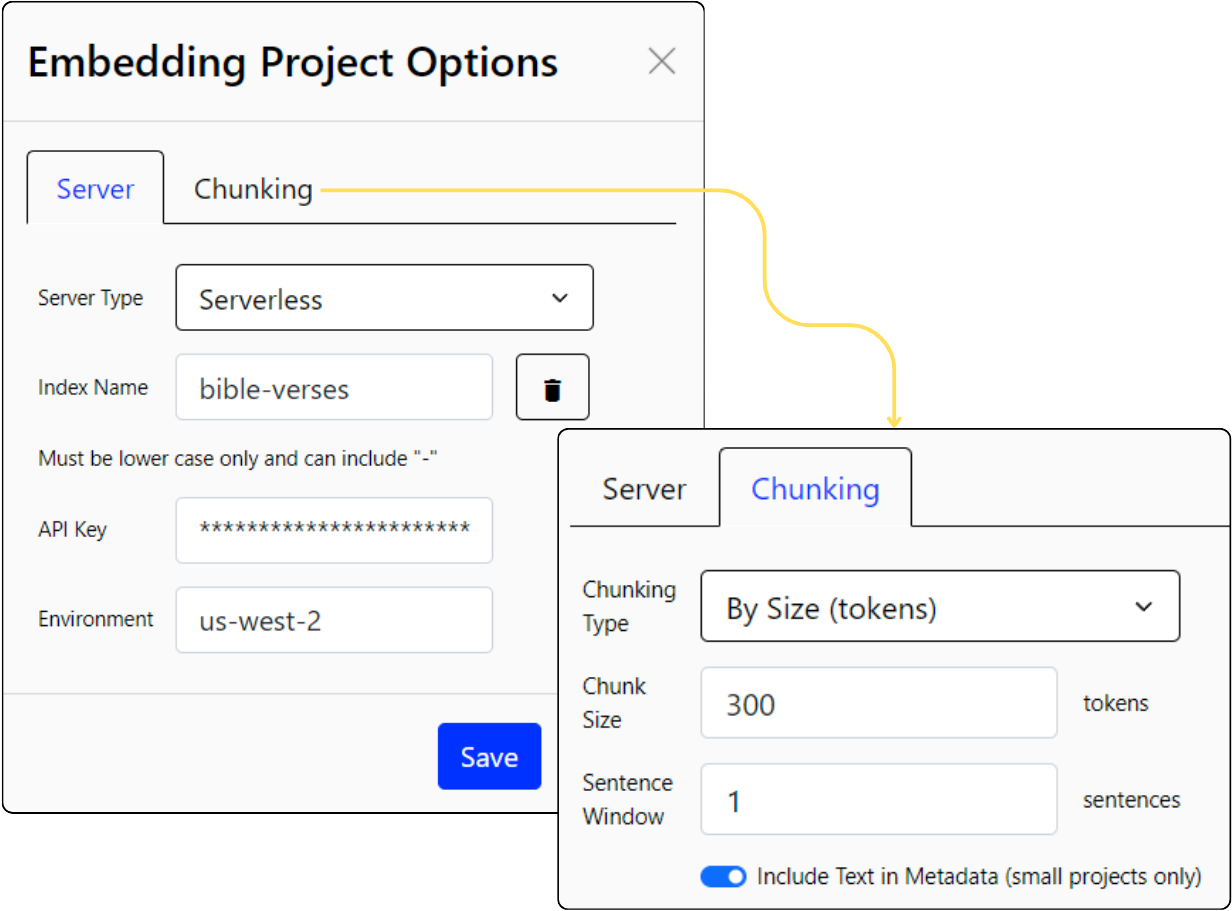 Embedding Project Options
Server Chunking
Server Type Serverless
Index Name bible-verses
Must be lower case only and can include "-"
API Key ***********************
Environment us-west-2
Save
Server Chunking
Chunking
Type
By Size (tokens)
Chunk
Size
300 tokens
Sentence
Window
1 sentences
Include Text in Metadata (small projects only)